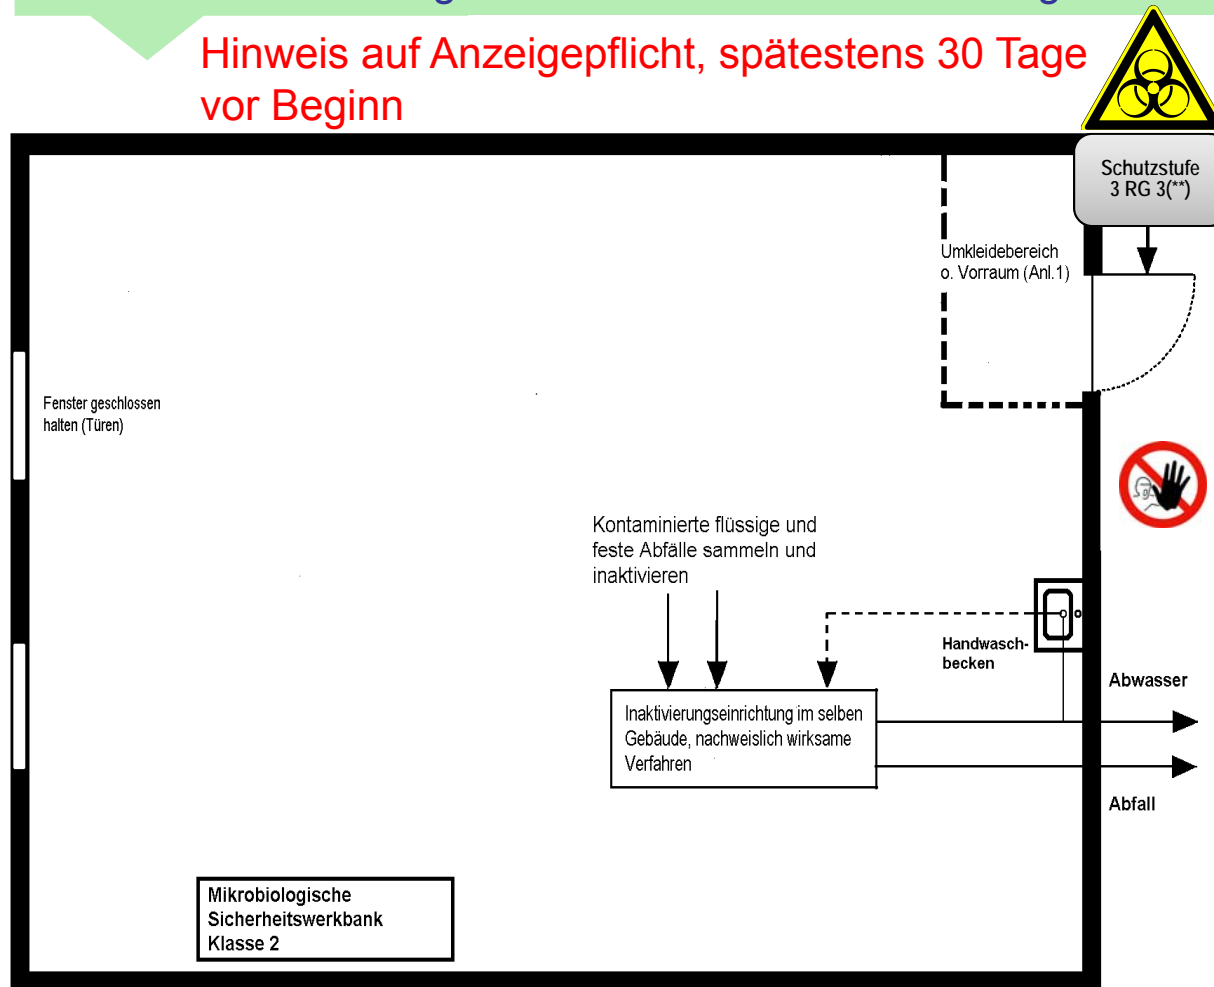 Hinweis auf Anzeigepflicht, spätestens 30 Tage
vor Beginn
Schutzstufe
3 RG 3(**)
Umkleidebereich
o. Vorraum (Anl.1)
Fenster geschlossen
halten (Türen)
Kontaminierte flüssige und
feste Abfälle sammeln und
inaktivieren
Handwasch-
becken
Abwasser
Inaktivierungseinrichtung im selben
Gebäude, nachweislich wirksame
Verfahren
Abfall
Mikrobiologische
Sicherheitswerkbank
Klasse 2